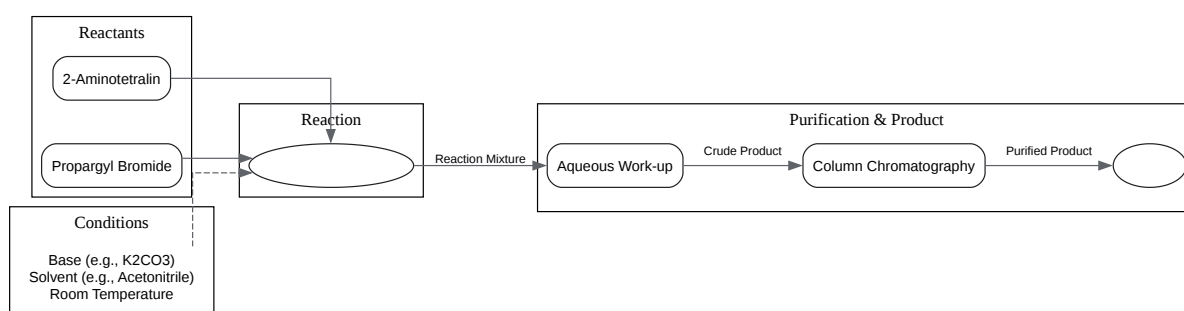 Reactants
2-Aminotetralin
Propargyl Bromide
Conditions
Base (e.g., K2CO3)
Solvent (e.g., Acetonitrile)
Room Temperature
Reaction
Reaction Mixture
Purification & Product
Aqueous Work-up
Crude Product
Column Chromatography
Purified Product